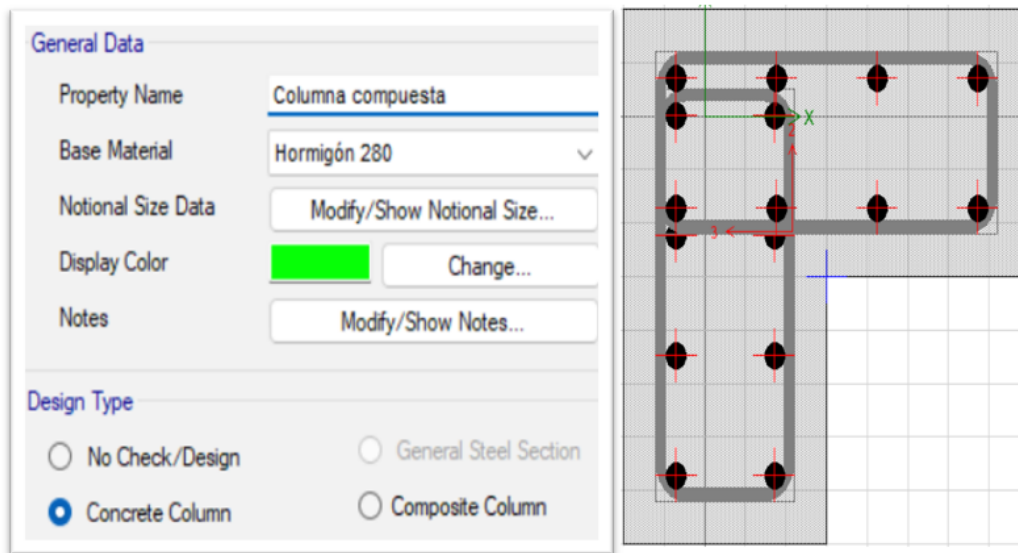 General Data
Property Name Columna compuesta
Base Material Hormigón 280
Notional Size Data Modify/Show Notional Size...
Display Color Change...
Notes Modify/Show Notes...
Design Type
No Check/Design General Steel Section
Concrete Column Composite Column
X
2
3